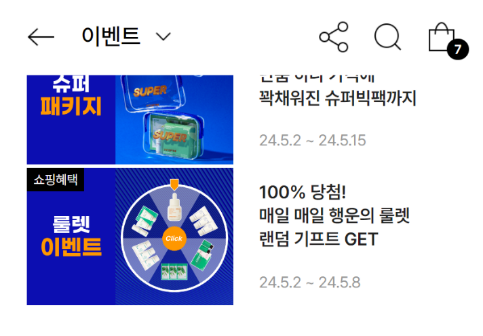 이벤트
7
슈퍼
패키지
SUPER
SUPER
꽉채워진 슈퍼빅팩까지
24.5.2 ~ 24.5.15
쇼핑혜택
룰렛
이벤트
Click
100% 당첨!
매일 매일 행운의 룰렛
랜덤 기프트 GET
24.5.2 ~ 24.5.8